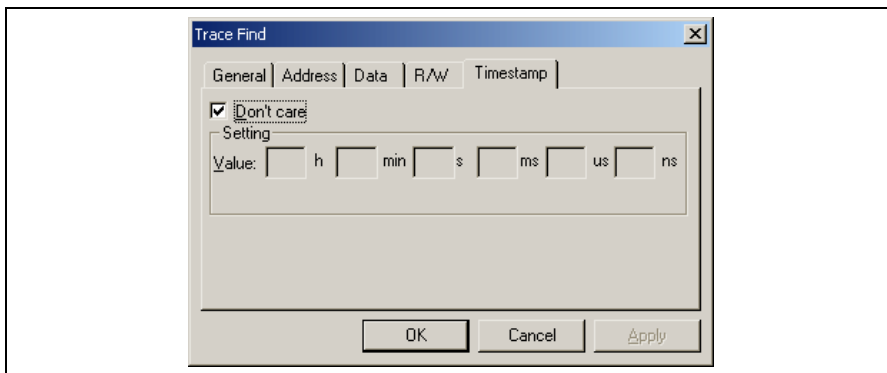 Trace Find
General Address Data R/W Timestamp
Don't care
Setting
Value: h min s ms us ns
OK Cancel Apply